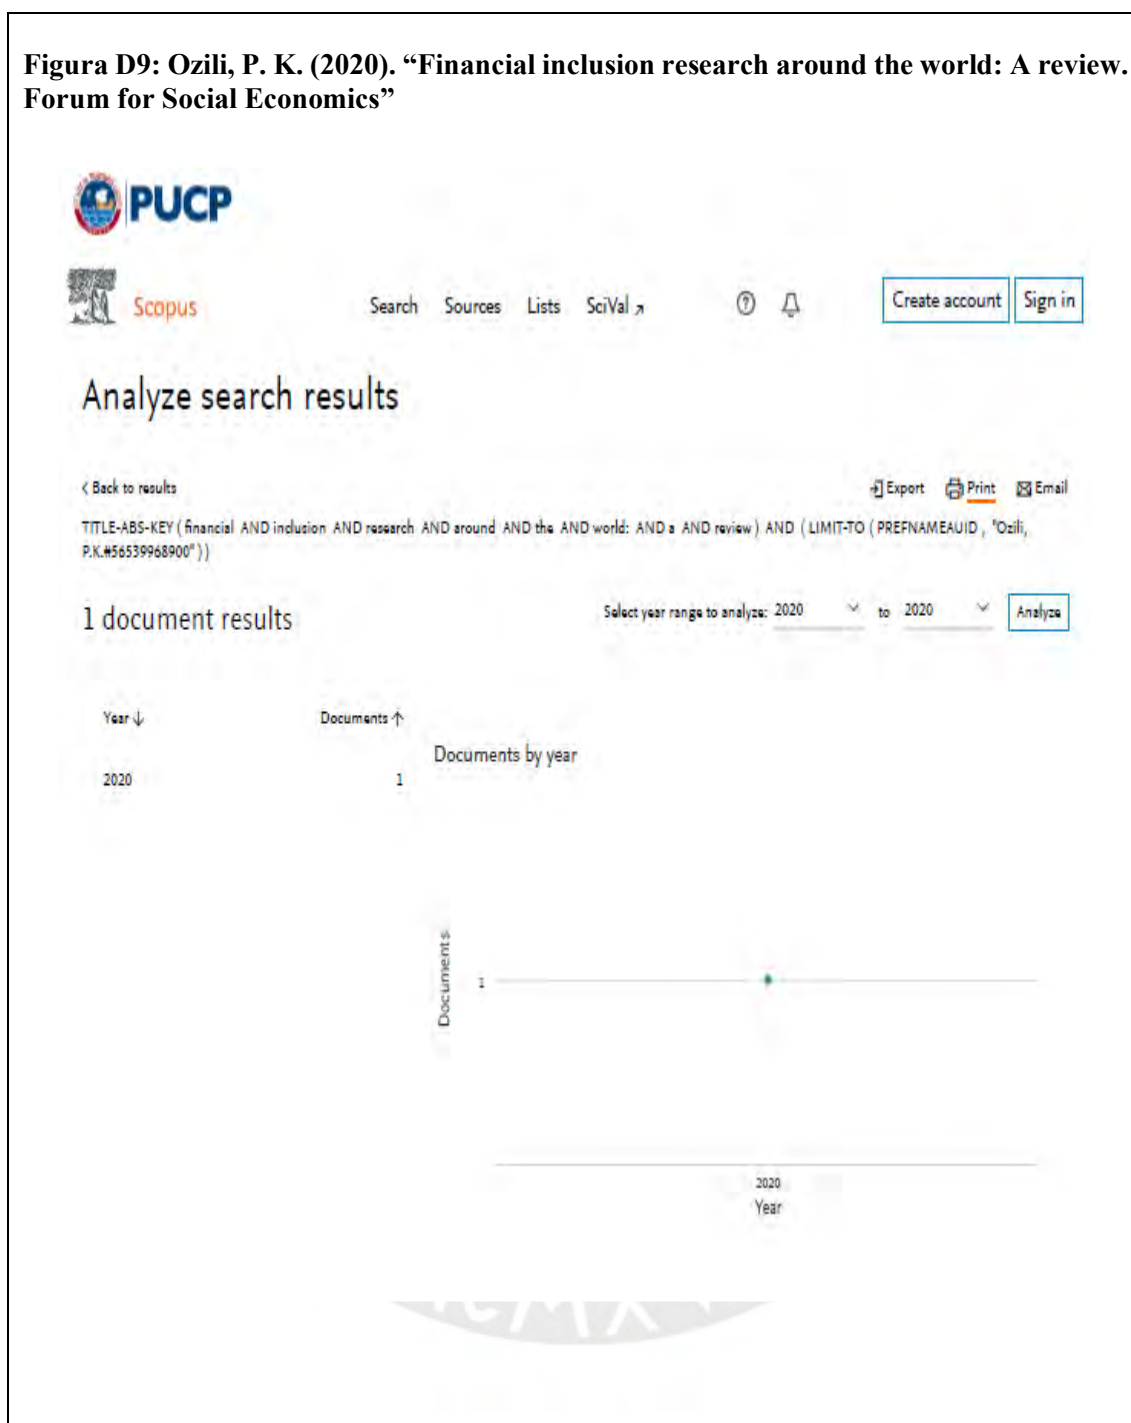 Figura D9: Ozili, P. K. (2020). “Financial inclusion research around the world: A review.
Forum for Social Economics”
PUCP
Scopus
Search Sources Lists SciVal ↗ Create account Sign in
Analyze search results
< Back to results Export Print Email
TITLE-ABS-KEY ( financial AND inclusion AND research AND around AND the AND world: AND a AND review ) AND ( LIMIT-TO ( PREFNAMEAUID , "Ozili,
P.K.#56539968900" ) )
1 document results
Select year range to analyze: 2020 to 2020 Analyze
Year ↓ Documents ↑
Documents by year
2020 1
Documents
1
2020
Year